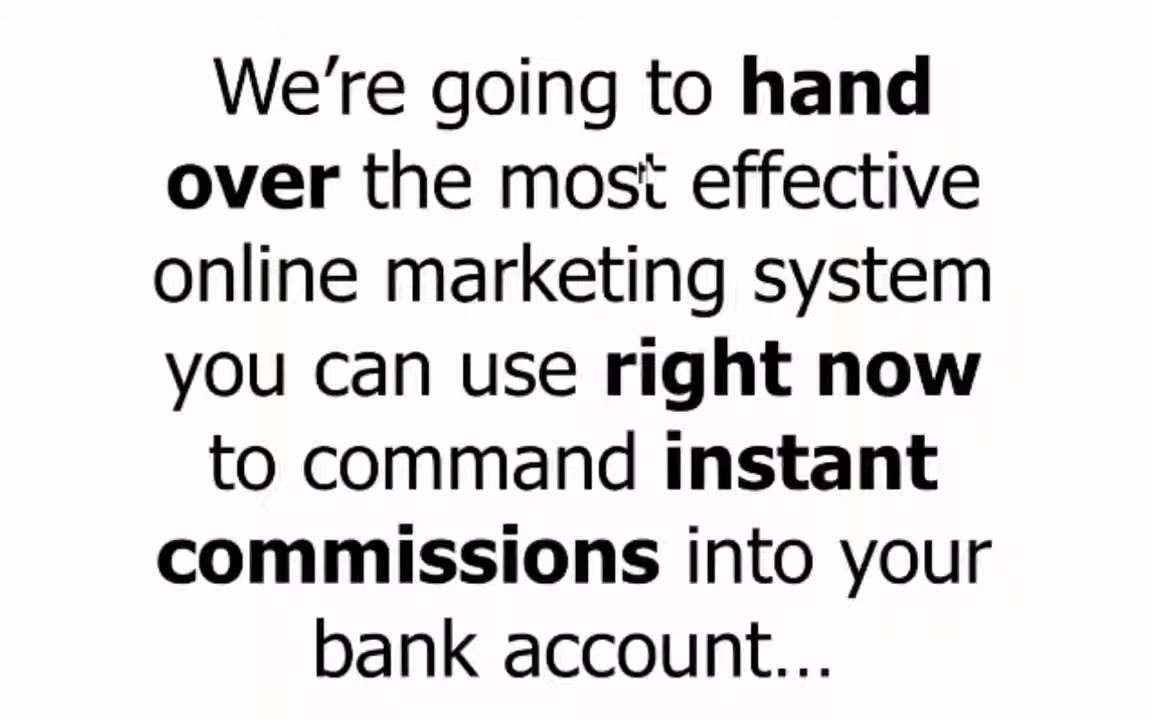 We’re going to hand
over the most effective
online marketing system
you can use right now
to command instant
commissions into your
bank account...